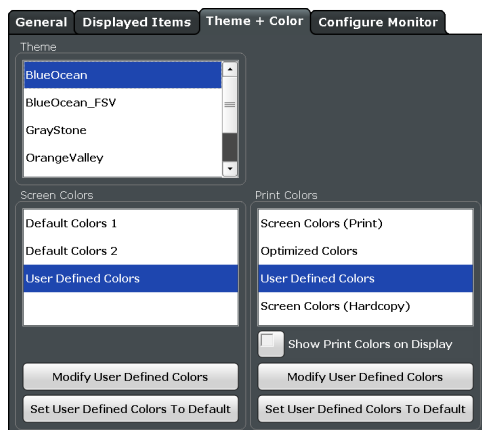 General Displayed Items Theme + Color Configure Monitor
Theme
BlueOcean
BlueOcean_FSV
GrayStone
OrangeValley
Screen Colors
Default Colors 1
Default Colors 2
User Defined Colors
Modify User Defined Colors
Set User Defined Colors To Default
Print Colors
Screen Colors (Print)
Optimized Colors
User Defined Colors
Screen Colors (Hardcopy)
Show Print Colors on Display
Modify User Defined Colors
Set User Defined Colors To Default